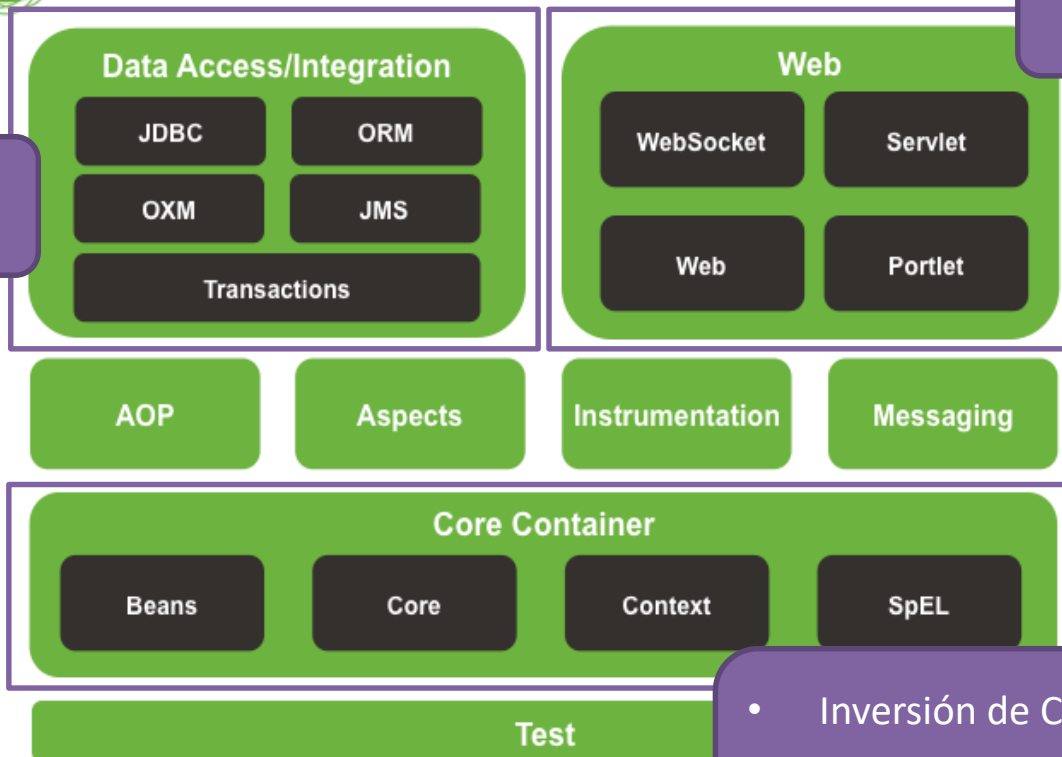 Data Access/Integration
JDBC
ORM
OXM
JMS
Transactions
Web
WebSocket
Servlet
Web
Portlet
AOP
Aspects
Instrumentation
Messaging
Core Container
Beans
Core
Context
SpEL
• Inversión de C
Test